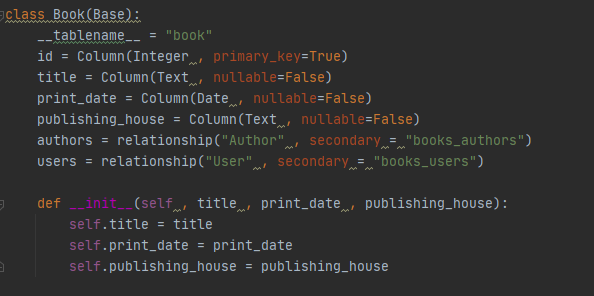 class Book(Base):
__tablename__ = "book"
id = Column(Integer , primary_key=True)
title = Column(Text , nullable=False)
print_date = Column(Date , nullable=False)
publishing_house = Column(Text , nullable=False)
authors = relationship("Author" , secondary = "books_authors")
users = relationship("User" , secondary = "books_users")
def __init__(self , title , print_date , publishing_house):
self.title = title
self.print_date = print_date
self.publishing_house = publishing_house